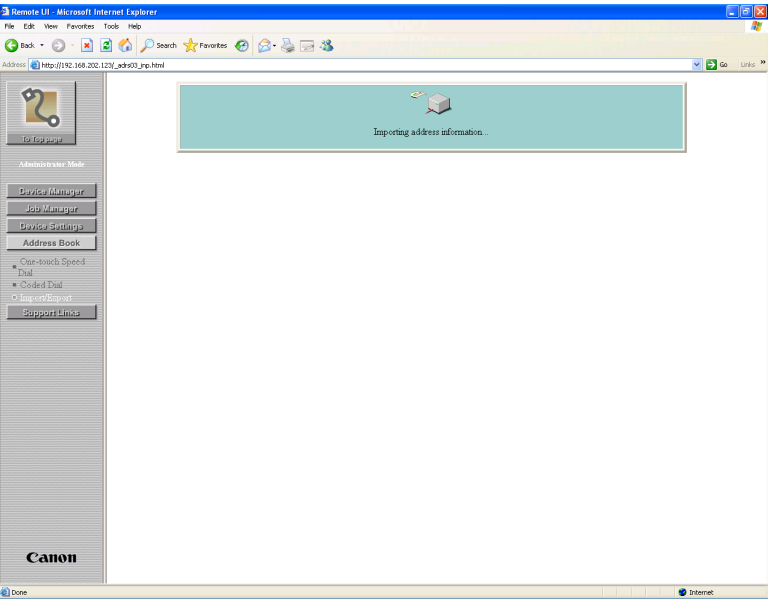 Remote UI - Microsoft Internet Explorer
File Edit View Favorites Tools Help
Back Search Favorites
Address http://192.168.202.123/_adrs03_inp.html Go Links »
Importing address information...
To Top page
Administrator Mode
Device Manager
Job Manager
Device Settings
Address Book
One-touch Speed
Dial
Coded Dial
Import/Export
Support Links
Canon
Done Internet